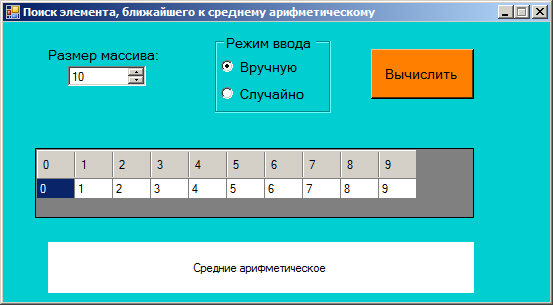 Поиск элемента, ближайшего к среднему арифметическому
Размер массива:
10
Режим ввода
Вручную
Случайно
Вычислить
0 1 2 3 4 5 6 7 8 9
0 1 2 3 4 5 6 7 8 9
Средние арифметическое